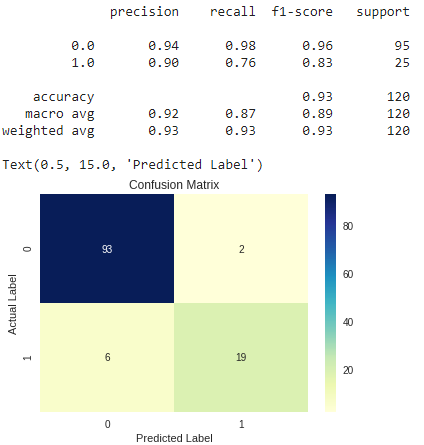 precision recall f1-score support
0.0 0.94 0.98 0.96 95
1.0 0.90 0.76 0.83 25
accuracy 0.93 120
macro avg 0.92 0.87 0.89 120
weighted avg 0.93 0.93 0.93 120
Text(0.5, 15.0, 'Predicted Label')
Confusion Matrix
Actual Label
0 93 2
1 6 19
0 1
Predicted Label
80
60
40
20